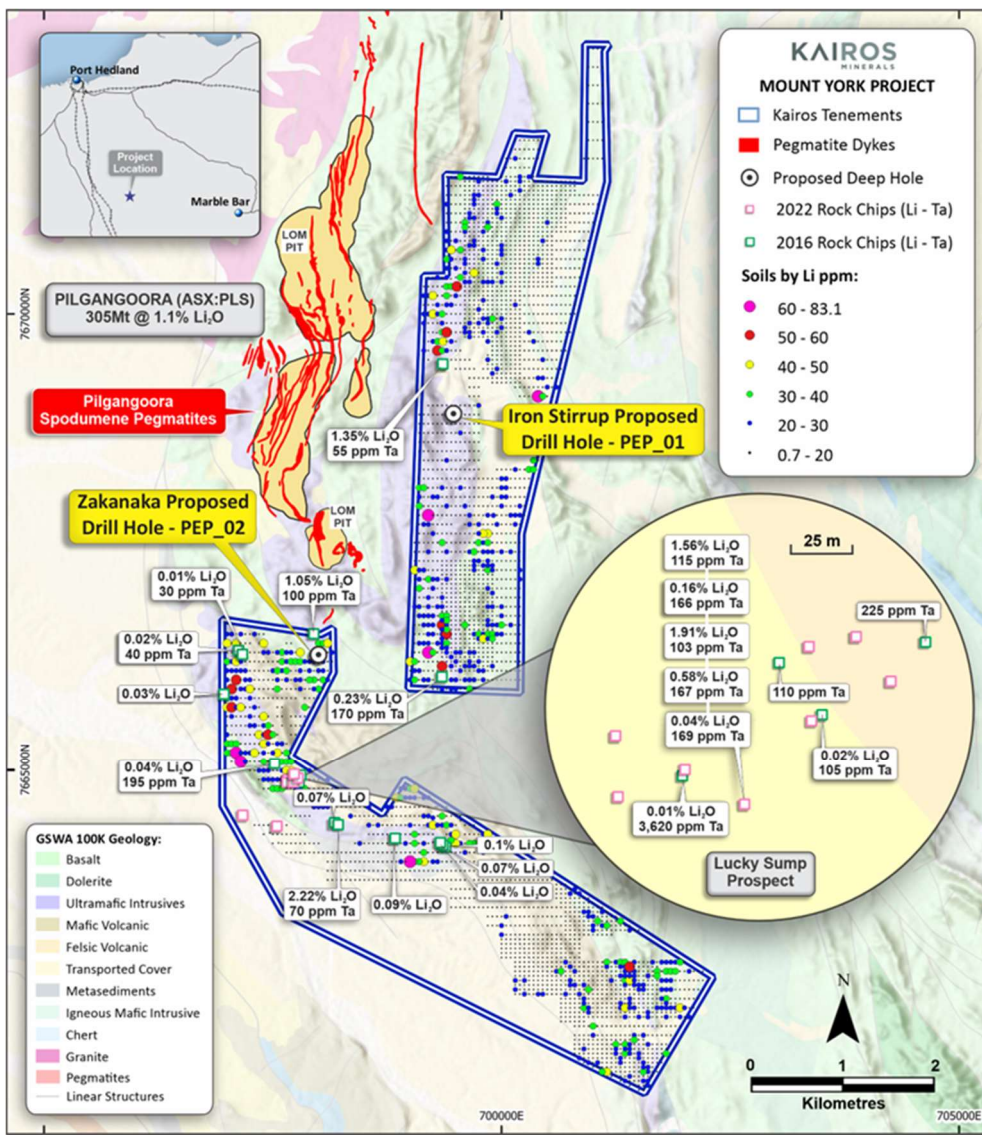 Port Hedland
Project
Location
Marble Bar
KAIROS
MINERALS
MOUNT YORK PROJECT
Kairos Tenements
Pegmatite Dykes
Proposed Deep Hole
2022 Rock Chips (Li - Ta)
2016 Rock Chips (Li - Ta)
Soils by Li ppm:
60 - 83.1
50 - 60
40 - 50
30 - 40
20 - 30
0.7 - 20
LOM
PIT
7670000N
PILGANGOORA (ASX:PLS)
305Mt @ 1.1% Li₂O
Pilgangoora
Spodumene Pegmatites
1.35% Li₂O
55 ppm Ta
Iron Stirrup Proposed
Drill Hole - PEP_01
Zakanaka Proposed
Drill Hole - PEP_02
LOM
PIT
0.01% Li₂O
30 ppm Ta
1.05% Li₂O
100 ppm Ta
0.02% Li₂O
40 ppm Ta
0.03% Li₂O
0.23% Li₂O
170 ppm Ta
7665000N
0.04% Li₂O
195 ppm Ta
0.07% Li₂O
2.22% Li₂O
70 ppm Ta
0.09% Li₂O
0.1% Li₂O
0.07% Li₂O
0.04% Li₂O
25 m
1.56% Li₂O
115 ppm Ta
0.16% Li₂O
166 ppm Ta
1.91% Li₂O
103 ppm Ta
0.58% Li₂O
167 ppm Ta
0.04% Li₂O
169 ppm Ta
225 ppm Ta
110 ppm Ta
0.02% Li₂O
105 ppm Ta
0.01% Li₂O
3,620 ppm Ta
Lucky Sump
Prospect
GSWA 100K Geology:
Basalt
Dolerite
Ultramafic Intrusives
Mafic Volcanic
Felsic Volcanic
Transported Cover
Metasediments
Igneous Mafic Intrusive
Chert
Granite
Pegmatites
Linear Structures
N
0 1 2
Kilometres
700000E
705000E